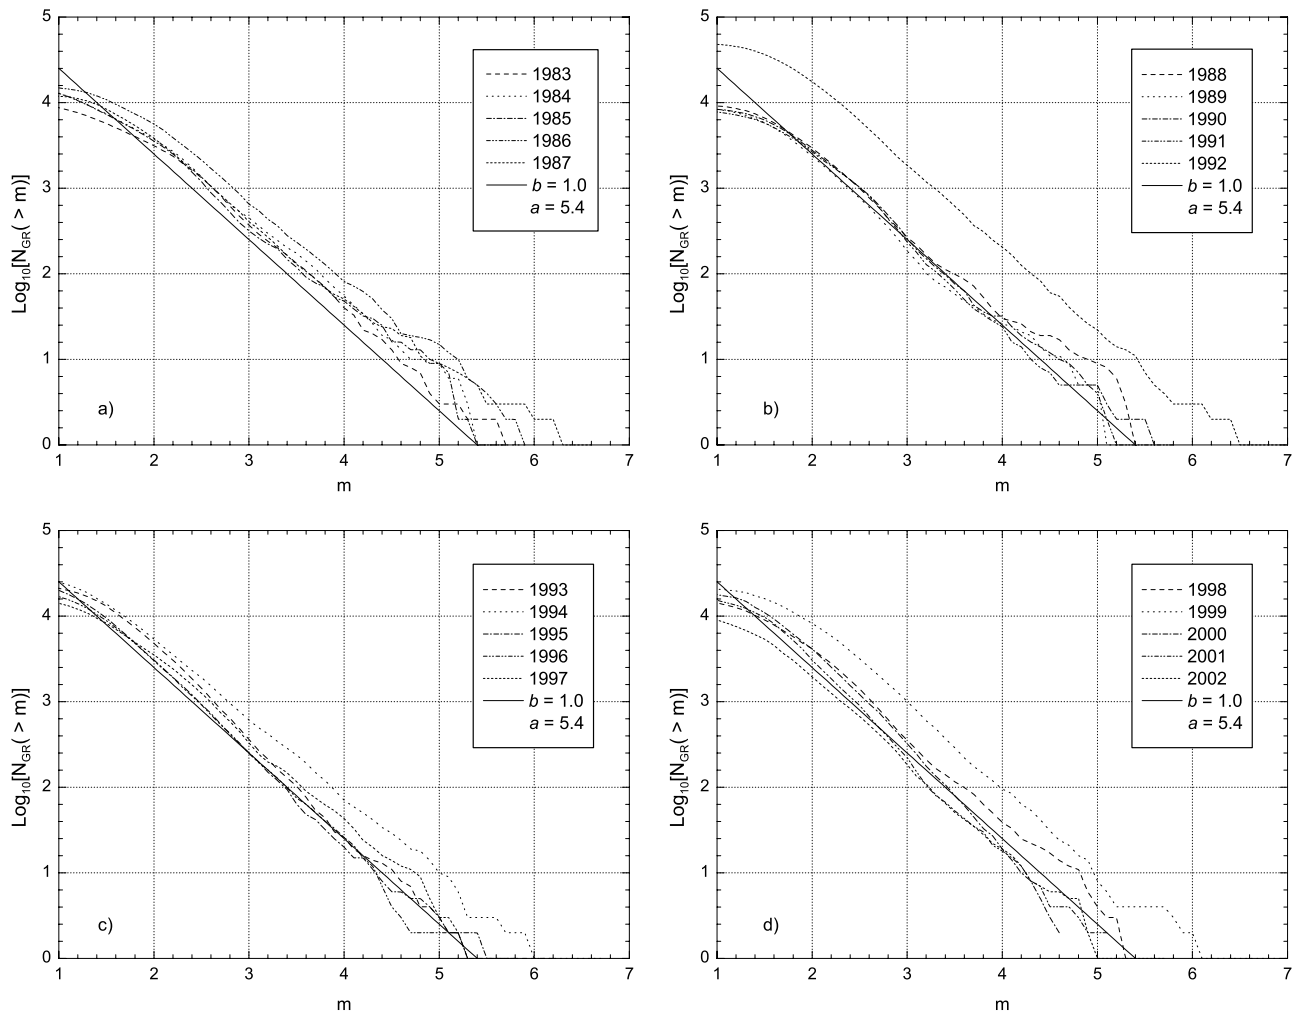 5
4
3
2
1
0
1 2 3 4 5 6 7
Log10[NGR( > m)]
m
a)
1983
1984
1985
1986
1987
b = 1.0
a = 5.4
5
4
3
2
1
0
1 2 3 4 5 6 7
Log10[NGR( > m)]
m
b)
1988
1989
1990
1991
1992
b = 1.0
a = 5.4
5
4
3
2
1
0
1 2 3 4 5 6 7
Log10[NGR( > m)]
m
c)
1993
1994
1995
1996
1997
b = 1.0
a = 5.4
5
4
3
2
1
0
1 2 3 4 5 6 7
Log10[NGR( > m)]
m
d)
1998
1999
2000
2001
2002
b = 1.0
a = 5.4